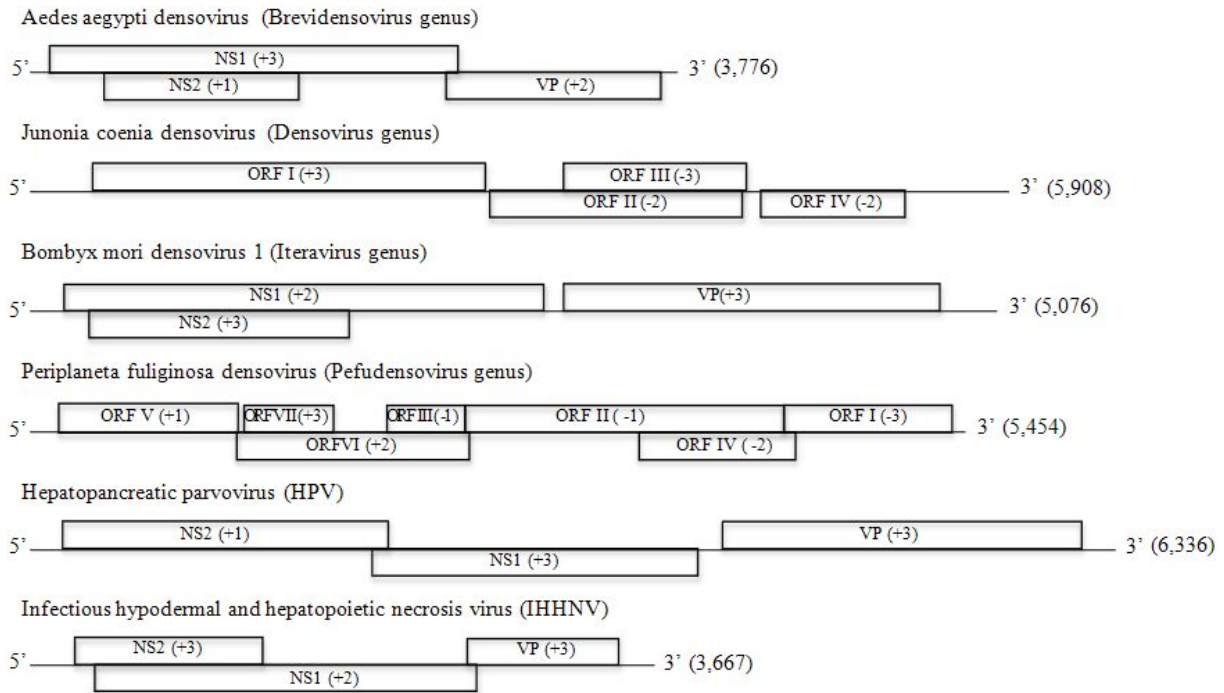 Aedes aegypti densovirus (Brevidensovirus genus)
NS1 (+3)
5’ 3’ (3,776)
NS2 (+1) VP (+2)
Junonia coenia densovirus (Densovirus genus)
ORF I (+3) ORF III (-3)
5’ 3’ (5,908)
ORF II (-2) ORF IV (-2)
Bombyx mori densovirus 1 (Iteravirus genus)
NS1 (+2) VP(+3)
5’ 3’ (5,076)
NS2 (+3)
Periplaneta fuliginosa densovirus (Pefudensovirus genus)
ORF V (+1) ORFVII(+3) ORFIII(-1) ORF II ( -1) ORF I (-3)
5’ 3’ (5,454)
ORFVI (+2) ORF IV ( -2)
Hepatopancreatic parvovirus (HPV)
NS2 (+1) VP (+3)
5’ 3’ (6,336)
NS1 (+3)
Infectious hypodermal and hepatopoietic necrosis virus (IHHNV)
NS2 (+3) VP (+3)
5’ 3’ (3,667)
NS1 (+2)